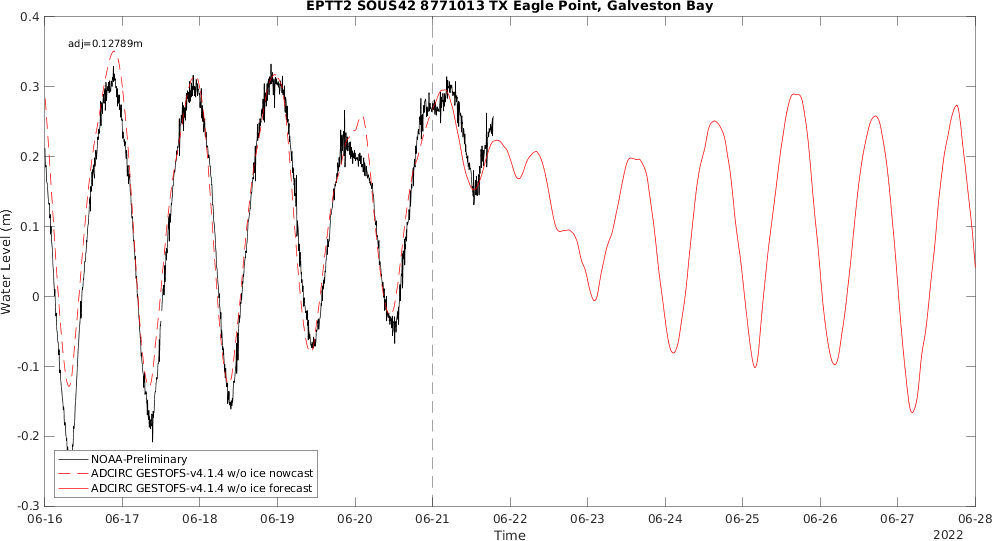 EPTT2 SOUS42 8771013 TX Eagle Point, Galveston Bay
adj=0.12789m
0.4
0.3
0.2
0.1
0
-0.1
-0.2
-0.3
Water Level (m)
NOAA-Preliminary
ADCIRC GESTOFS-v4.1.4 w/o ice nowcast
ADCIRC GESTOFS-v4.1.4 w/o ice forecast
06-16 06-17 06-18 06-19 06-20 06-21 06-22 06-23 06-24 06-25 06-26 06-27 06-28
Time
2022